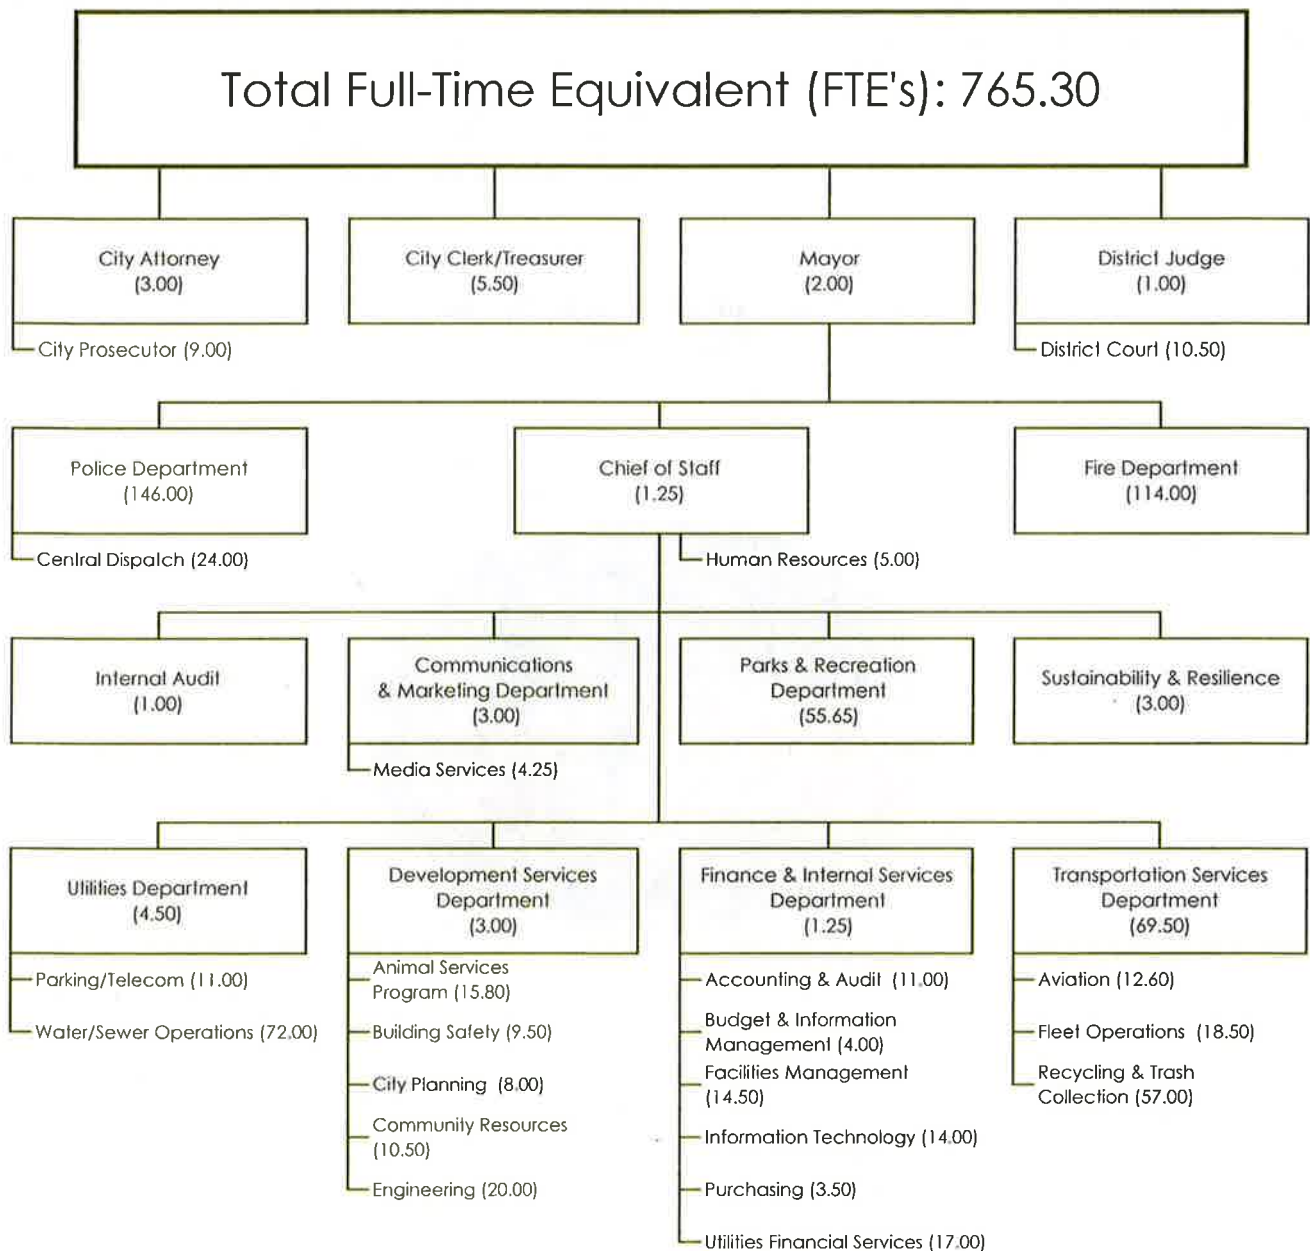 Total Full-Time Equivalent (FTE's): 765.30
City Attorney
(3.00)
City Prosecutor (9.00)
City Clerk/Treasurer
(5.50)
Mayor
(2.00)
District Judge
(1.00)
District Court (10.50)
Police Department
(146.00)
Central Dispatch (24.00)
Chief of Staff
(1.25)
Human Resources (5.00)
Fire Department
(114.00)
Internal Audit
(1.00)
Communications
& Marketing Department
(3.00)
Media Services (4.25)
Parks & Recreation
Department
(55.65)
Sustainability & Resilience
(3.00)
Utilities Department
(4.50)
Parking/Telecom (11.00)
Water/Sewer Operations (72.00)
Development Services
Department
(3.00)
Animal Services
Program (15.80)
Building Safety (9.50)
City Planning (8.00)
Community Resources
(10.50)
Engineering (20.00)
Finance & Internal Services
Department
(1.25)
Accounting & Audit (11.00)
Budget & Information
Management (4.00)
Facilities Management
(14.50)
Information Technology (14.00)
Purchasing (3.50)
Utilities Financial Services (17.00)
Transportation Services
Department
(69.50)
Aviation (12.60)
Fleet Operations (18.50)
Recycling & Trash
Collection (57.00)